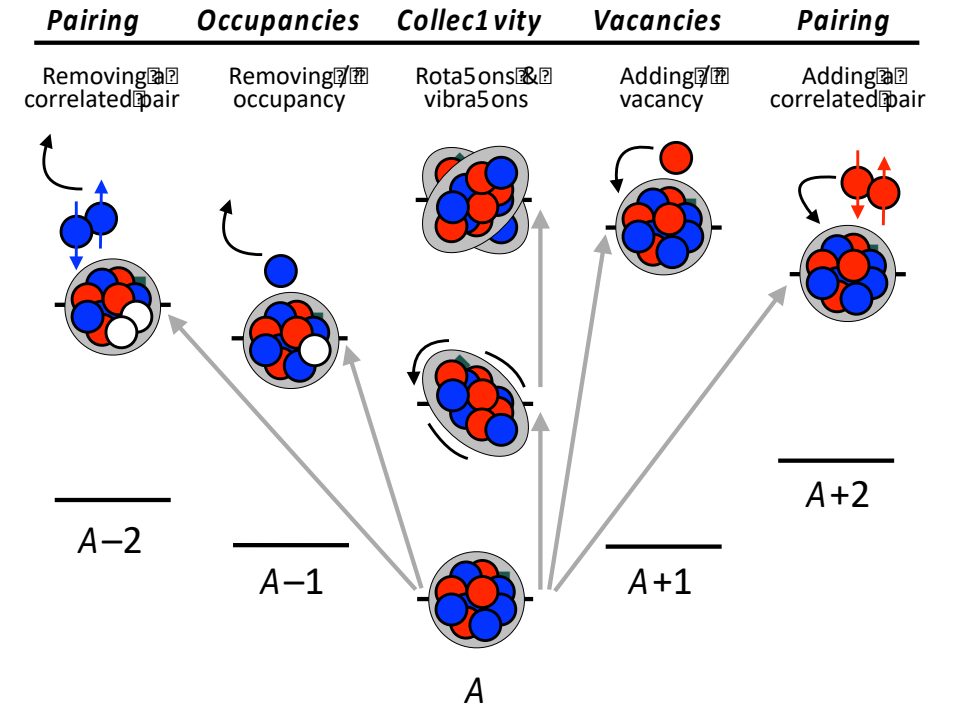 Pairing
Occupancies
Collec1vity
Vacancies
Pairing
Removing a
correlated pair
Removing /
occupancy
Rota5ons &
vibra5ons
Adding /
vacancy
Adding a
correlated pair
A−2
A−1
A
A+1
A+2